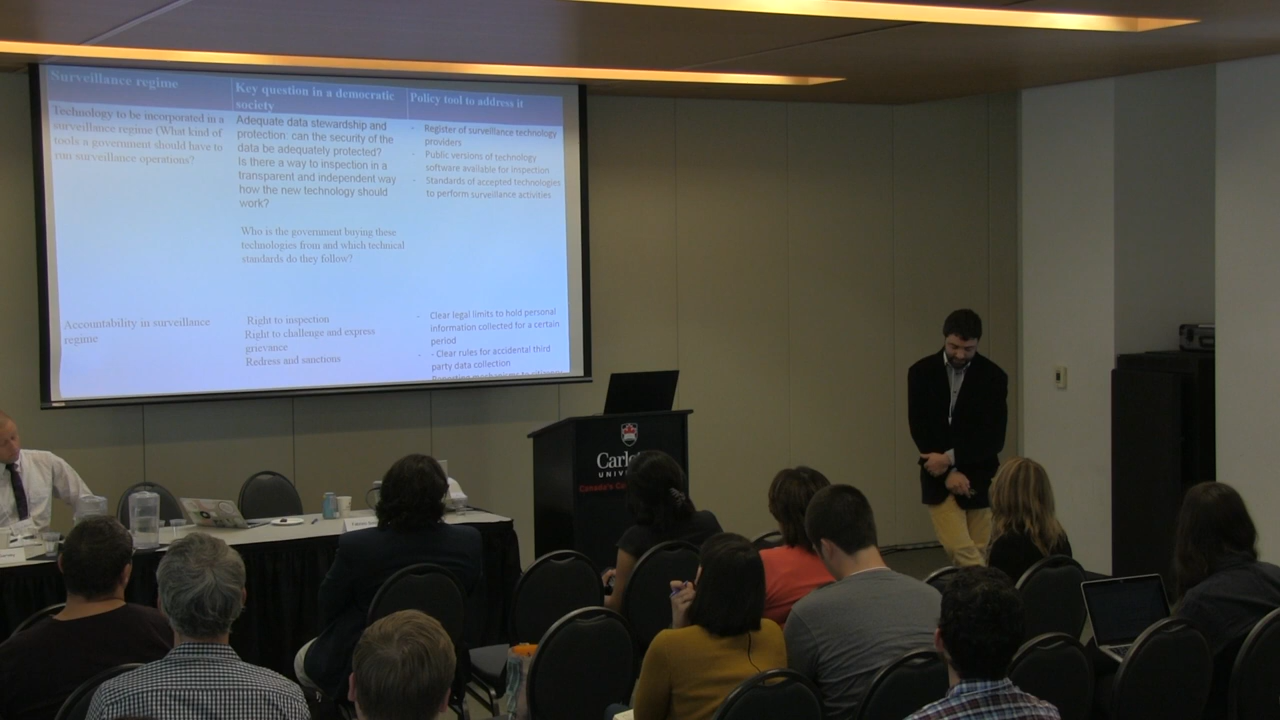 Surveillance regime
Key question in a democratic
society
Policy tool to address it
Technology to be incorporated in a
surveillance regime (What kind of
tools a government should have to
run surveillance operations?
Adequate data stewardship and
protection: can the security of the
data be adequately protected?
Is there a way to inspection in a
transparent and independent way
how the new technology should
work?
Who is the government buying these
technologies from and which technical
standards do they follow?
- Register of surveillance technology
providers
- Public versions of technology
software available for inspection
- Standards of accepted technologies
to perform surveillance activities
Accountability in surveillance
regime
Right to inspection
Right to challenge and express
grievance
Redress and sanctions
- Clear legal limits to hold personal
information collected for a certain
period
- - Clear rules for accidental third
party data collection
Reporting mechanisms to citizens
UNIV
Canada's